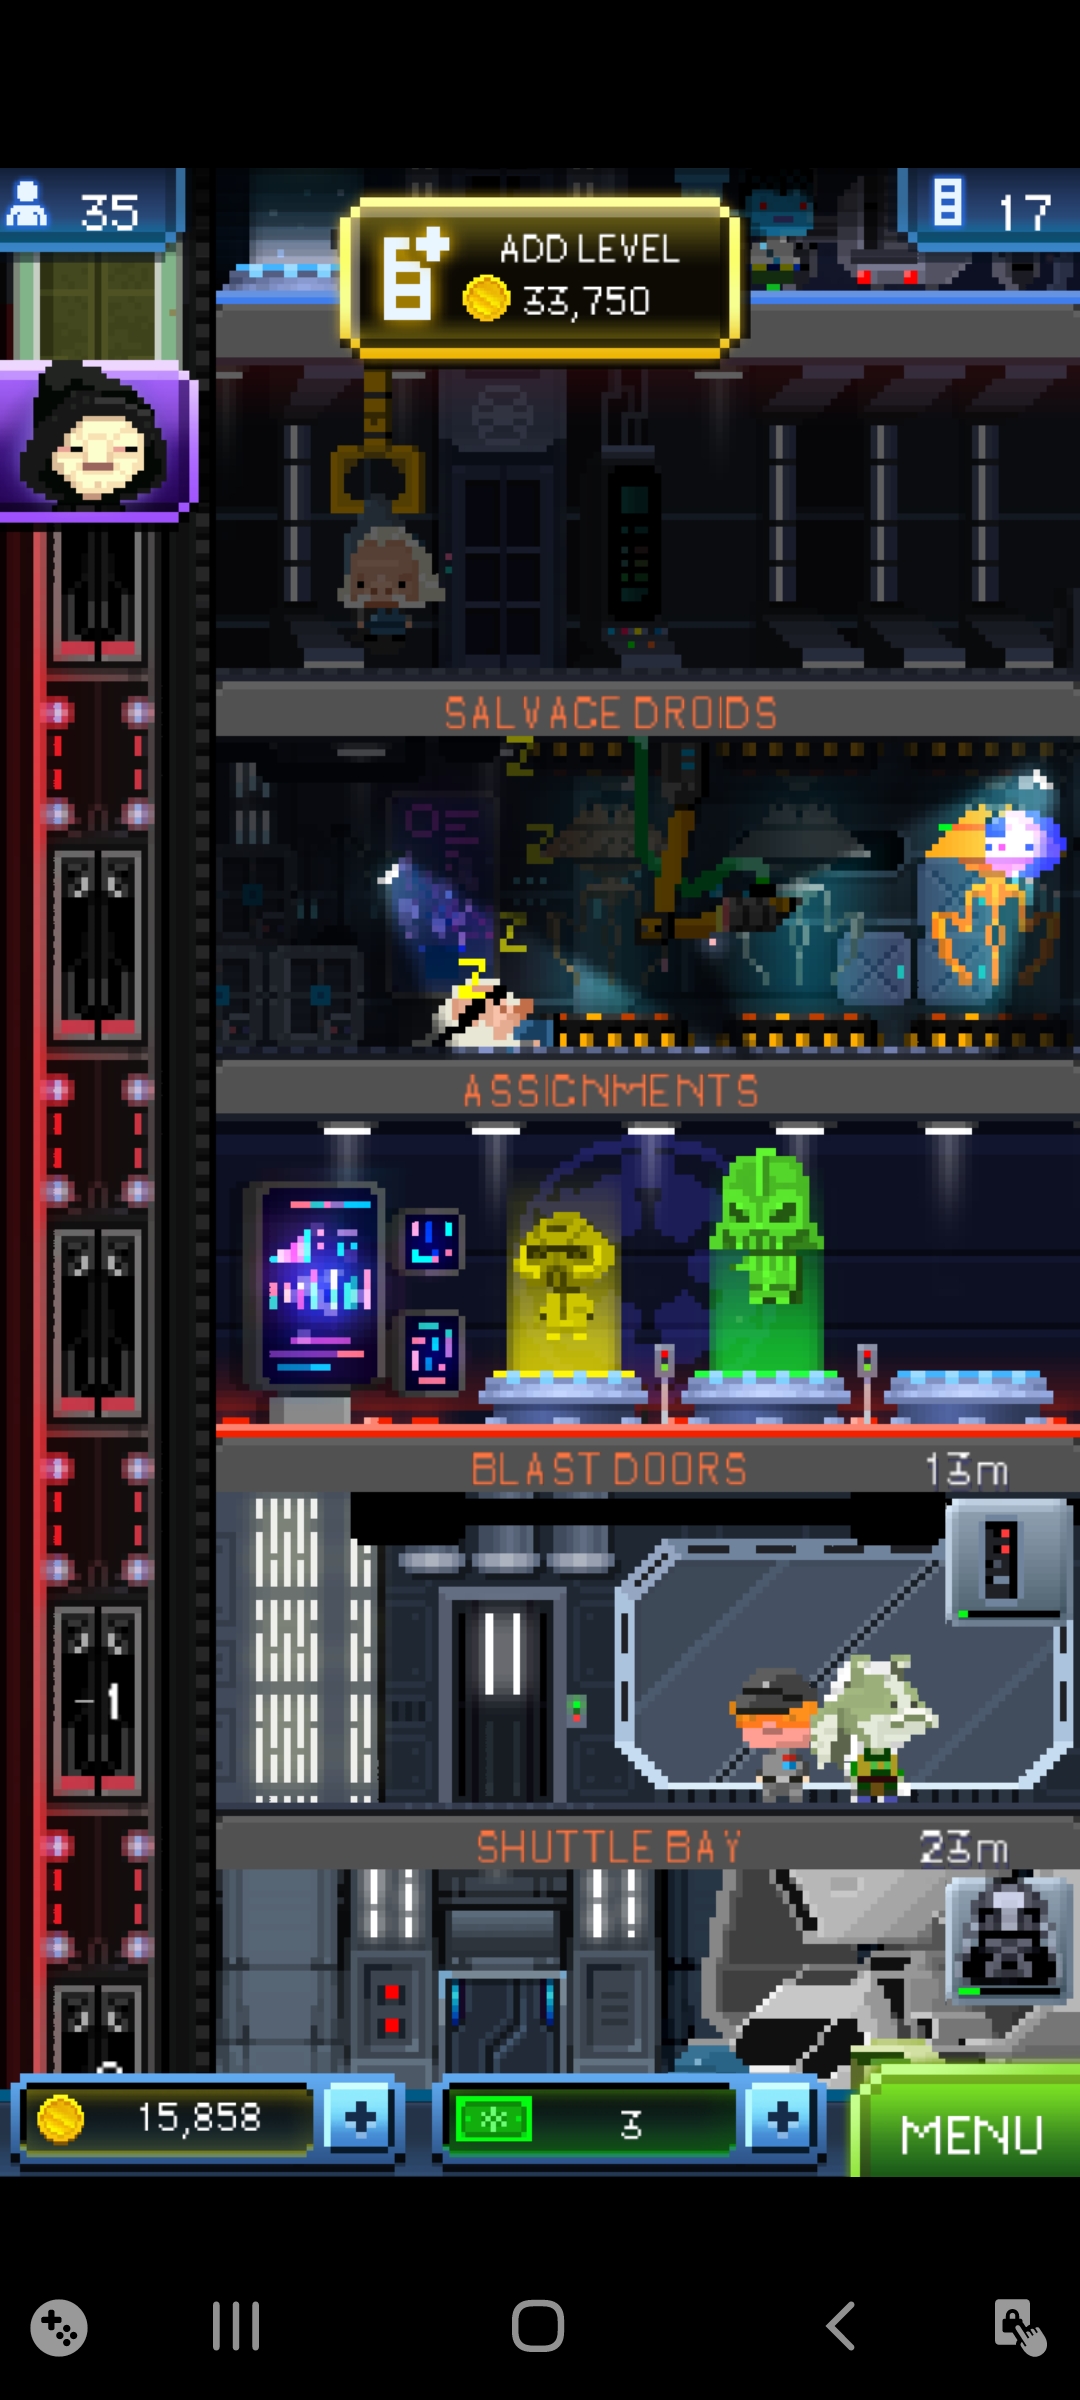 35
17
ADD LEVEL
33,750
SALVAGE DROIDS
Z
Z
Z
Z
ASSIGNMENTS
BLAST DOORS 13m
-1
SHUTTLE BAY 23m
15,858
3
MENU